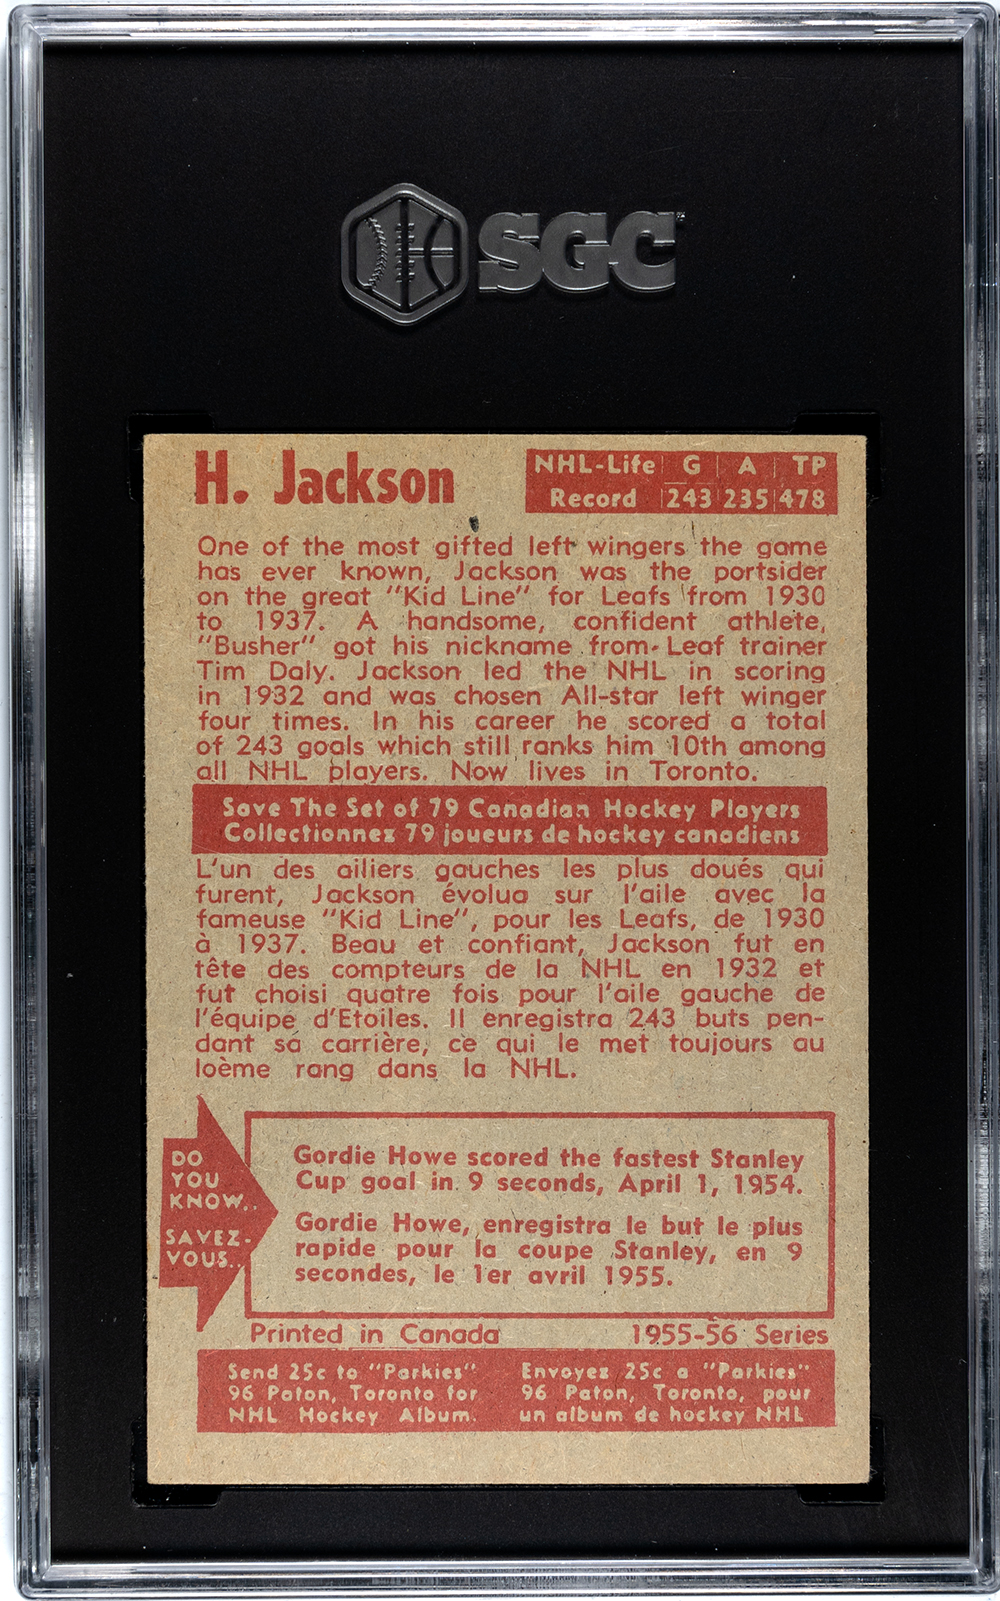 SGC
H. Jackson
NHL-Life G A TP
Record 243 235 478
One of the most gifted left wingers the game
has ever known, Jackson was the portsider
on the great "Kid Line" for Leafs from 1930
to 1937. A handsome, confident athlete,
"Busher" got his nickname from Leaf trainer
Tim Daly. Jackson led the NHL in scoring
in 1932 and was chosen All-star left winger
four times. In his career he scored a total
of 243 goals which still ranks him 10th among
all NHL players. Now lives in Toronto.
Save The Set of 79 Canadian Hockey Players
Collectionnez 79 joueurs de hockey canadiens
L'un des ailiers gauches les plus doués qui
furent, Jackson évolua sur l'aile avec la
fameuse "Kid Line", pour les Leafs, de 1930
à 1937. Beau et confiant, Jackson fut en
tête des compteurs de la NHL en 1932 et
fut choisi quatre fois pour l'aile gauche de
l'équipe d'Etoiles. Il enregistra 243 buts pen-
dant sa carrière, ce qui le met toujours au
loème rang dans la NHL.
DO
YOU
KNOW..
SAVEZ-
VOUS..
Gordie Howe scored the fastest Stanley
Cup goal in 9 seconds, April 1, 1954.
Gordie Howe, enregistra le but le plus
rapide pour la coupe Stanley, en 9
secondes, le 1er avril 1955.
Printed in Canada 1955-56 Series
Send 25c to "Parkies"
96 Paton, Toronto for
NHL Hockey Album.
Envoyez 25c a "Parkies"
96 Paton, Toronto, pour
un album de hockey NHL